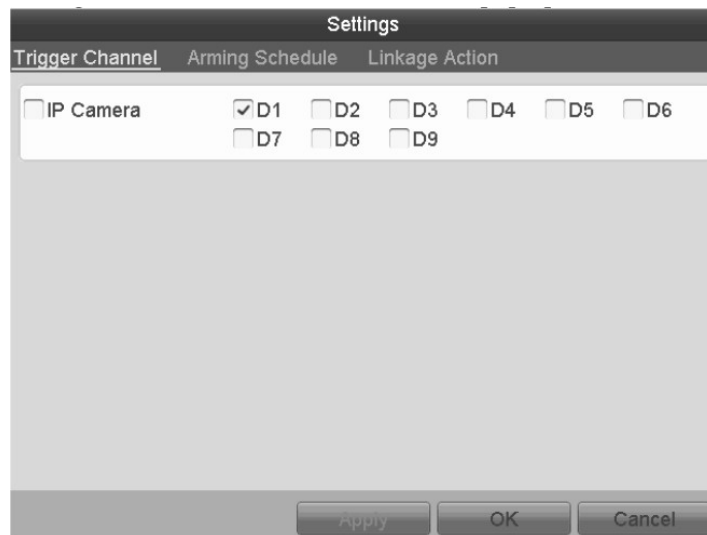 Settings
Trigger Channel Arming Schedule Linkage Action
IP Camera D1 D2 D3 D4 D5 D6
D7 D8 D9
Apply OK Cancel